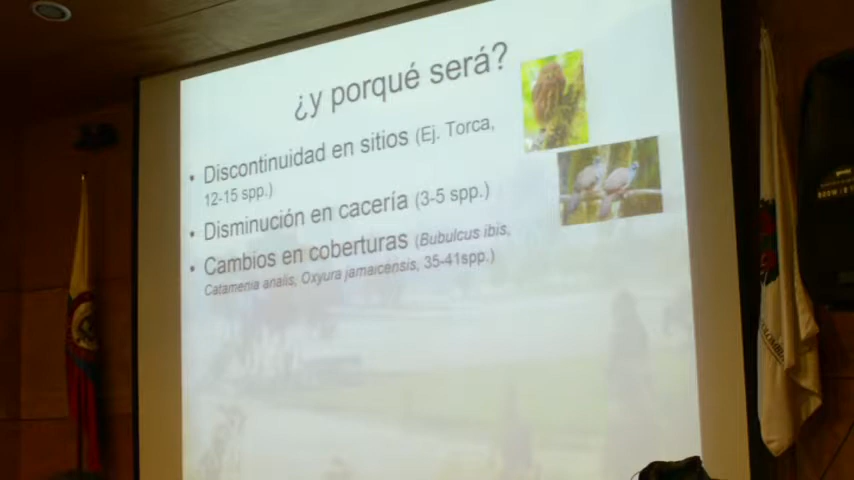 ¿y porqué será?
• Discontinuidad en sitios (Ej. Torca,
12-15 spp.)
• Disminución en cacería (3-5 spp.)
• Cambios en coberturas (Bubulcus ibis,
Catamenia analis, Oxyura jamaicensis, 35-41spp.)